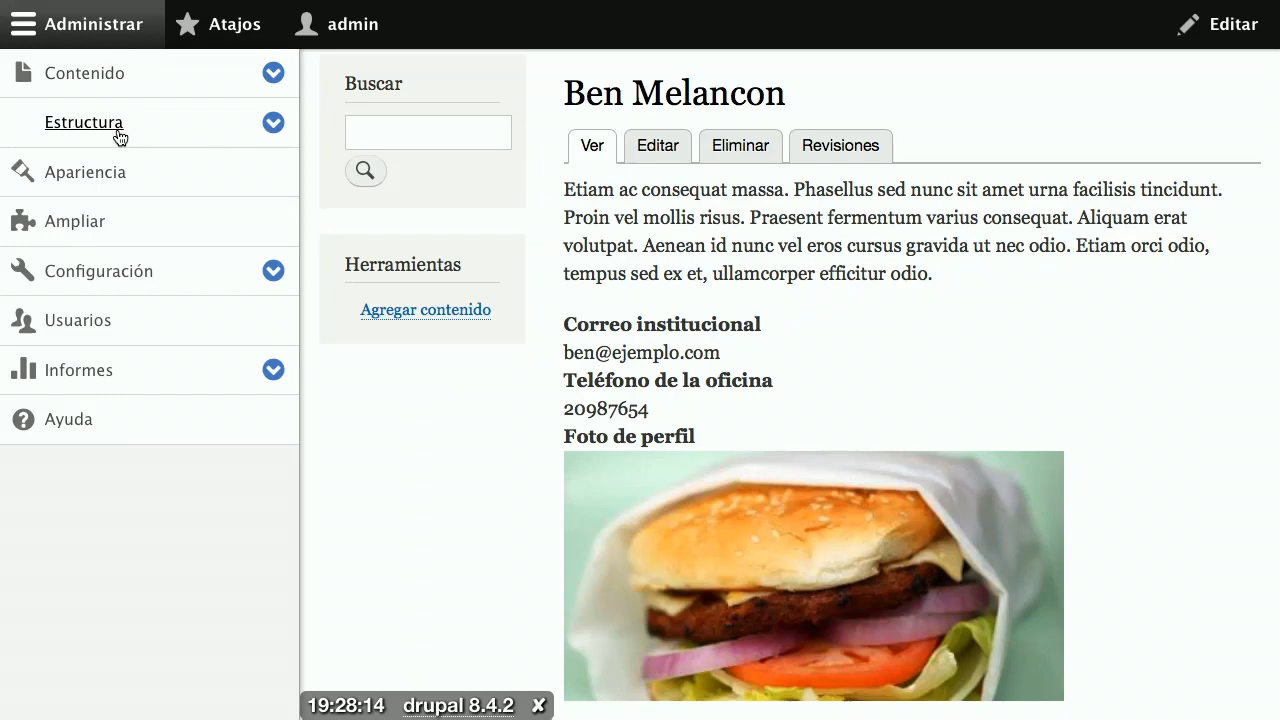 Administrar
Atajos
admin
Editar
Contenido
Estructura
Apariencia
Ampliar
Configuración
Usuarios
Informes
Ayuda
Buscar
Herramientas
Agregar contenido
Ben Melancon
Ver
Editar
Eliminar
Revisiones
Etiam ac consequat massa. Phasellus sed nunc sit amet urna facilisis tincidunt.
Proin vel mollis risus. Praesent fermentum varius consequat. Aliquam erat
volutpat. Aenean id nunc vel eros cursus gravida ut nec odio. Etiam orci odio,
tempus sed ex et, ullamcorper efficitur odio.
Correo institucional
ben@ejemplo.com
Teléfono de la oficina
20987654
Foto de perfil
19:28:14 drupal 8.4.2 ✘